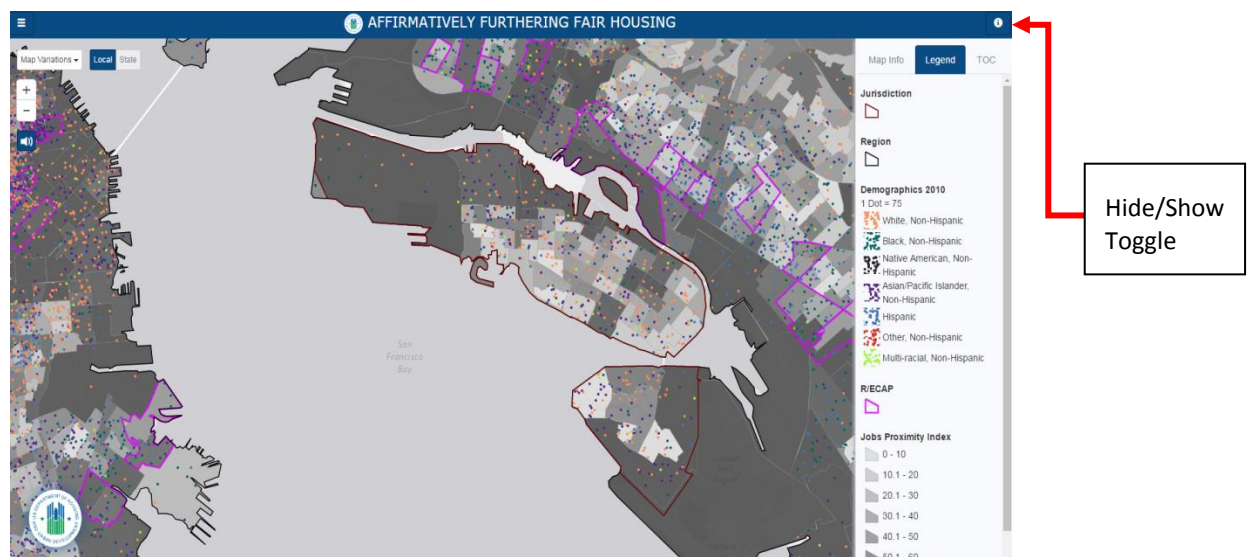 AFFIRMATIVELY FURTHERING FAIR HOUSING
Map Variations
Local State
+
-
San
Francisco
Bay
Map Info Legend TOC
Jurisdiction
Region
Demographics 2010
1 Dot = 75
White, Non-Hispanic
Black, Non-Hispanic
Native American, Non-
Hispanic
Asian/Pacific Islander,
Non-Hispanic
Hispanic
Other, Non-Hispanic
Multi-racial, Non-Hispanic
R/ECAP
Jobs Proximity Index
0 - 10
10.1 - 20
20.1 - 30
30.1 - 40
40.1 - 50
50.1 - 60
Hide/Show
Toggle